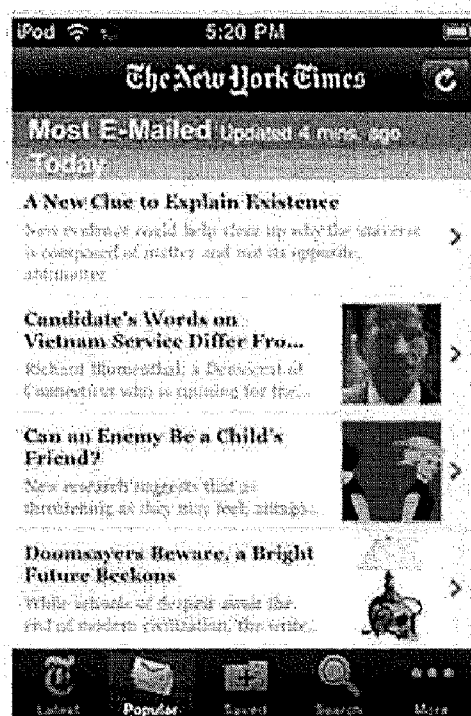 iPod 5:20 PM
The New York Times
Most E-Mailed Updated 4 mins. ago
Today
A New Clue to Explain Existence
New evidence could help clear up why the universe
is composed of matter and not its opposite,
antimatter.
Candidate's Words on
Vietnam Service Differ Fro...
Richard Blumenthal, a Democrat of
Connecticut who is running for the...
Can an Enemy Be a Child's
Friend?
New research suggests that as
threatening as they may feel,
Doomsayers Beware, a Bright
Future Beckons
While schools of despair await the
end of modern civilization, the
Latest Popular Saved Search More